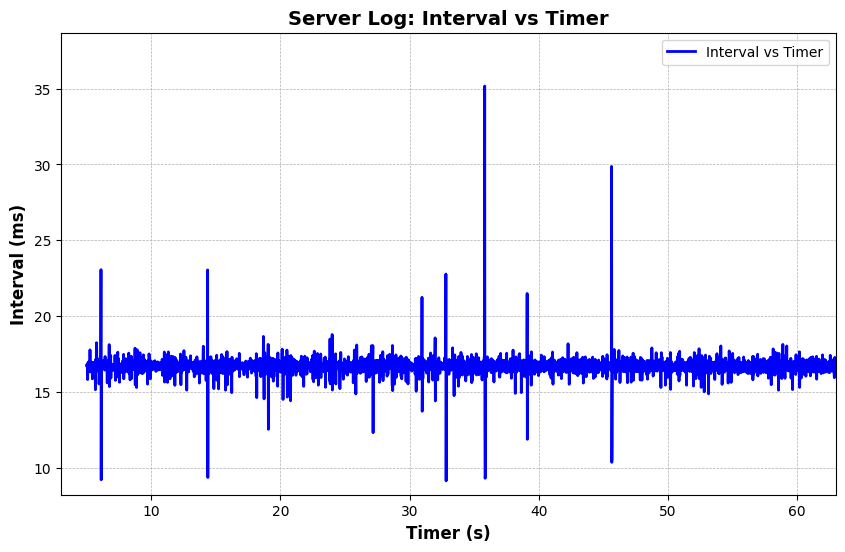 Server Log: Interval vs Timer
Interval vs Timer
Interval (ms)
35
30
25
20
15
10
10 20 30 40 50 60
Timer (s)